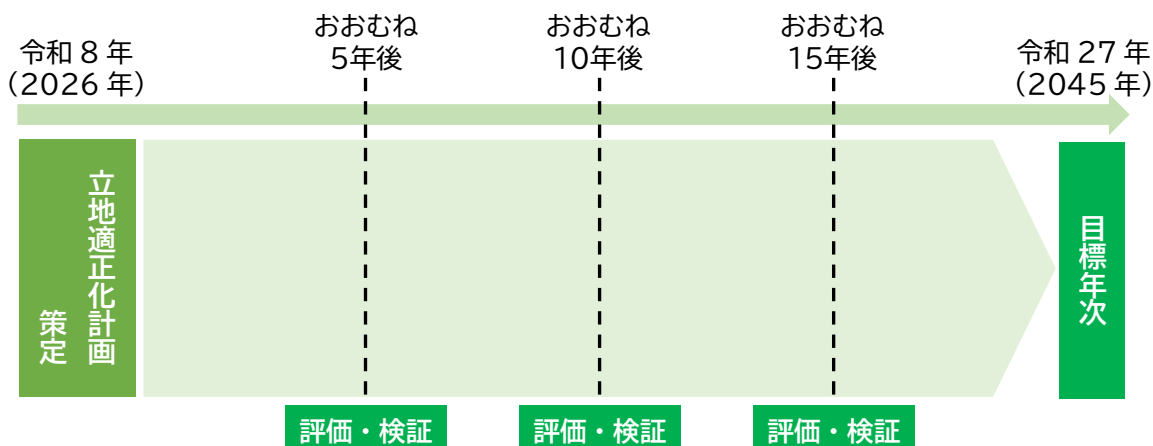 令和８年
（2026年）
おおむね
5年後
おおむね
10年後
おおむね
15年後
令和27年
（2045年）
立地適正化計画
策定
目標年次
評価・検証
評価・検証
評価・検証